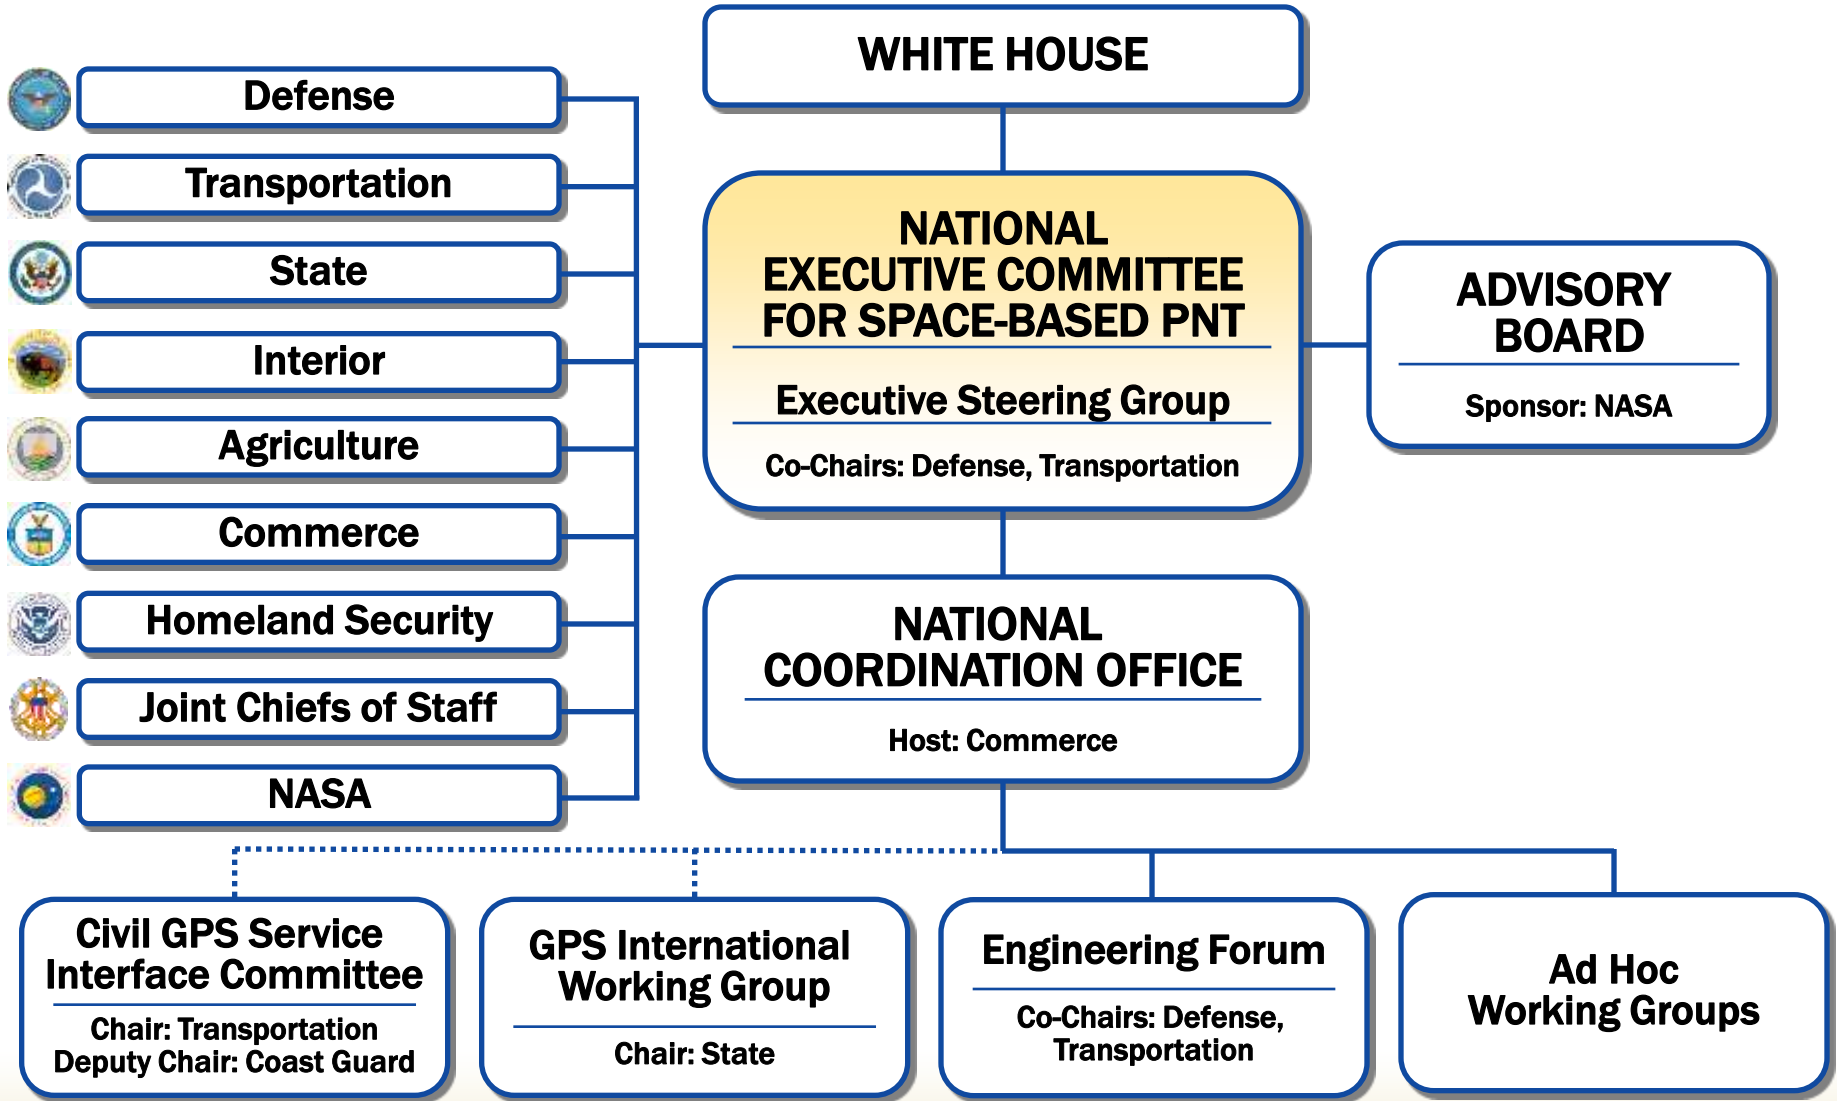 WHITE HOUSE
Defense
Transportation
State
Interior
Agriculture
Commerce
Homeland Security
Joint Chiefs of Staff
NASA
NATIONAL
EXECUTIVE COMMITTEE
FOR SPACE-BASED PNT
Executive Steering Group
Co-Chairs: Defense, Transportation
ADVISORY
BOARD
Sponsor: NASA
NATIONAL
COORDINATION OFFICE
Host: Commerce
Civil GPS Service
Interface Committee
Chair: Transportation
Deputy Chair: Coast Guard
GPS International
Working Group
Chair: State
Engineering Forum
Co-Chairs: Defense,
Transportation
Ad Hoc
Working Groups